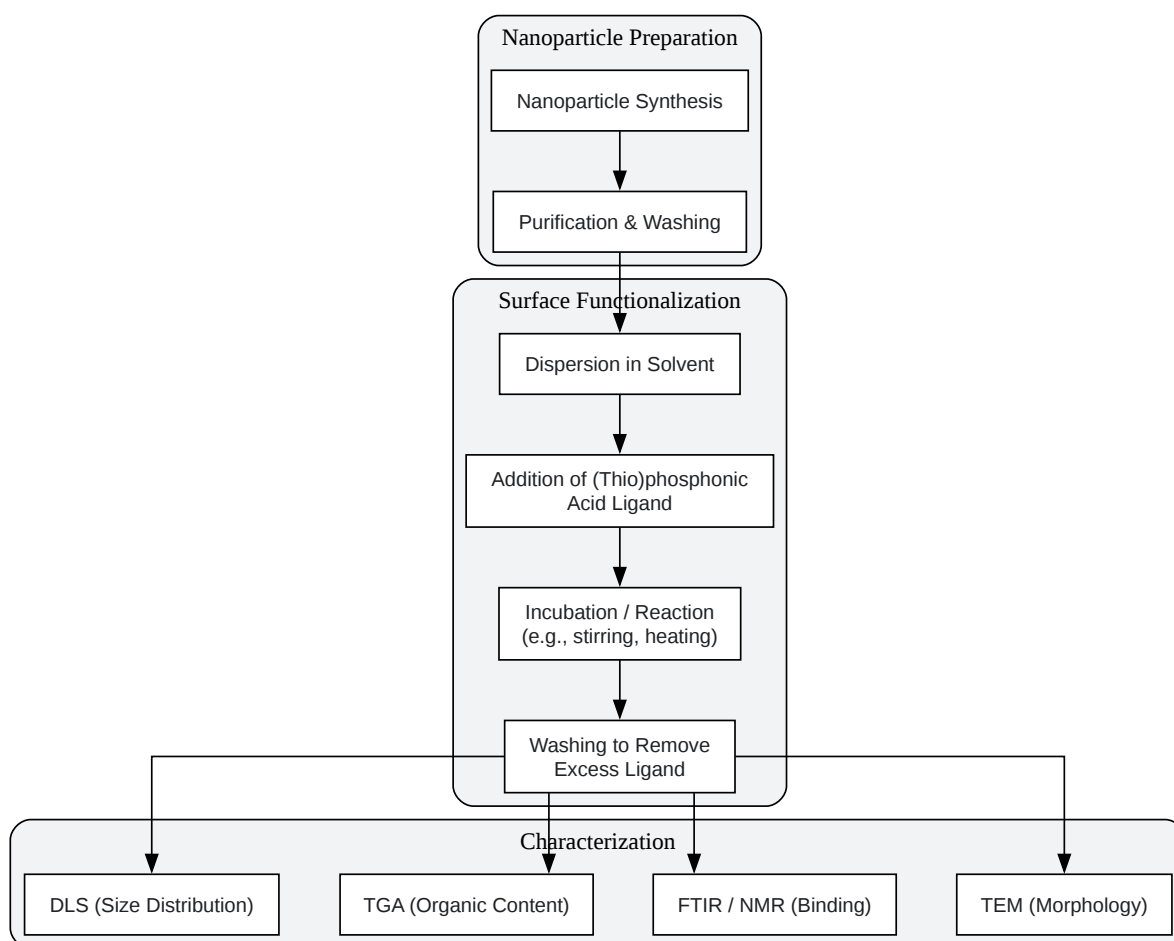 Nanoparticle Preparation
Nanoparticle Synthesis
Purification & Washing
Surface Functionalization
Dispersion in Solvent
Addition of (Thio)phosphonic
Acid Ligand
Incubation / Reaction
(e.g., stirring, heating)
Washing to Remove
Excess Ligand
Characterization
DLS (Size Distribution)
TGA (Organic Content)
FTIR / NMR (Binding)
TEM (Morphology)